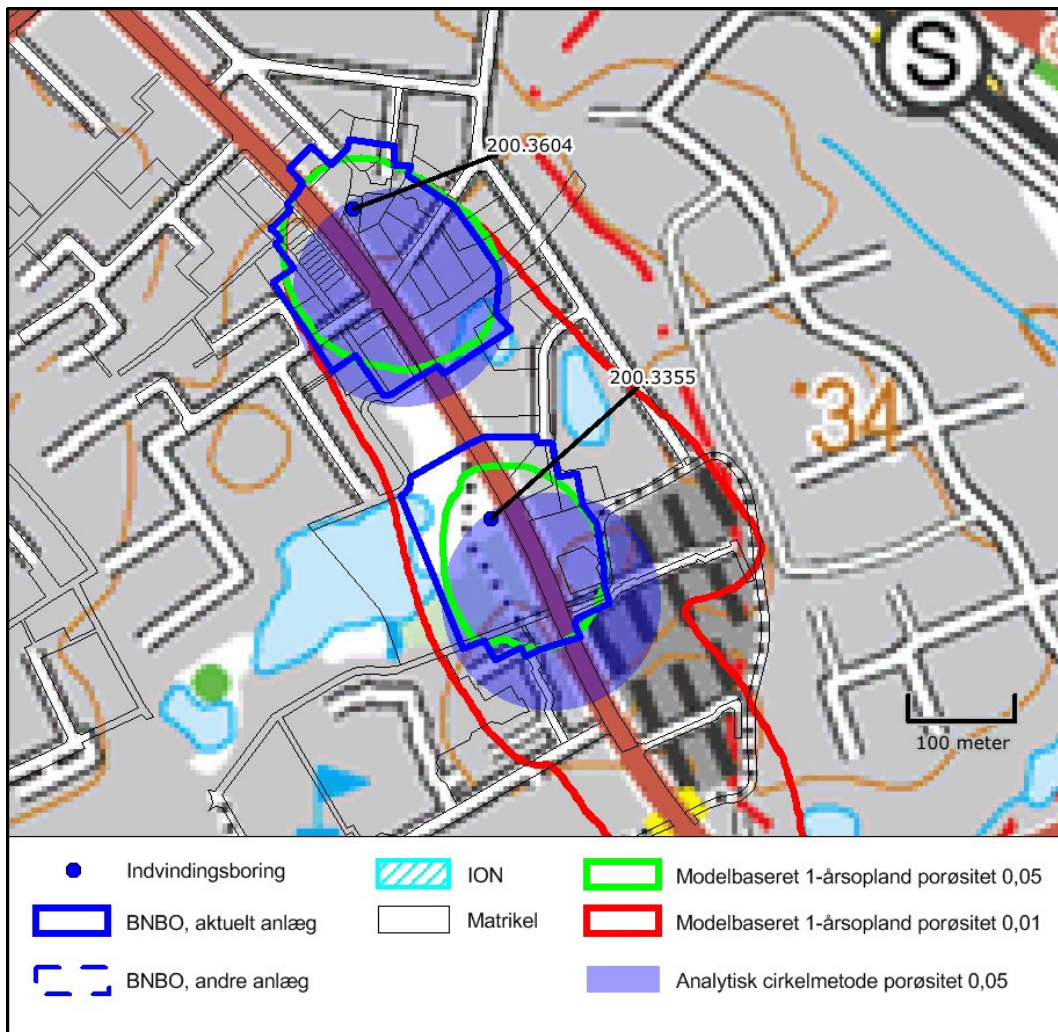 S
200.3604
200.3355
34
100 meter
Indvindingsboring
ION
Modelbaseret 1-årsopland porøsitet 0,05
BNBO, aktuelt anlæg
Matrikel
Modelbaseret 1-årsopland porøsitet 0,01
BNBO, andre anlæg
Analytisk cirkelmetode porøsitet 0,05